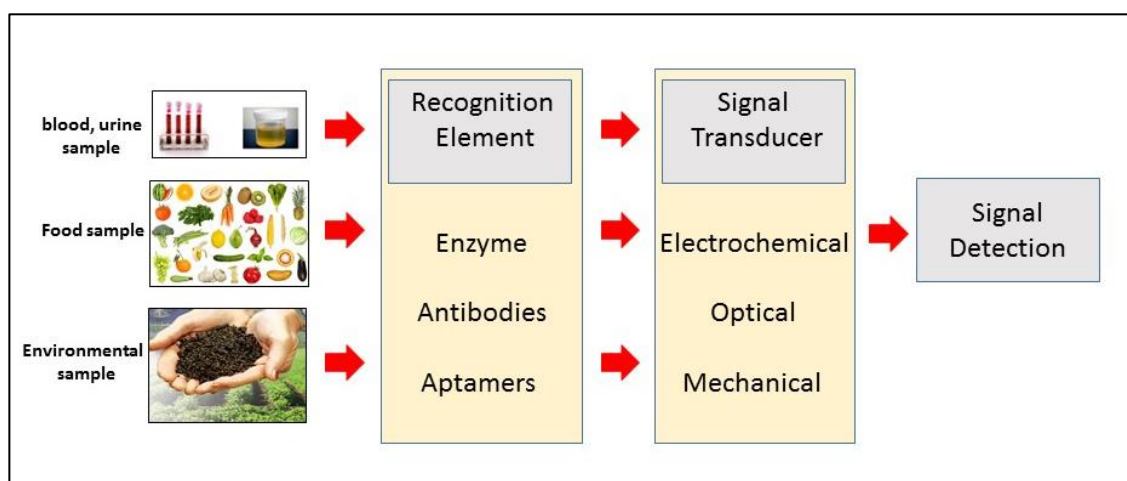 blood, urine
sample
Food sample
Environmental
sample
Recognition
Element
Enzyme
Antibodies
Aptamers
Signal
Transducer
Electrochemical
Optical
Mechanical
Signal
Detection